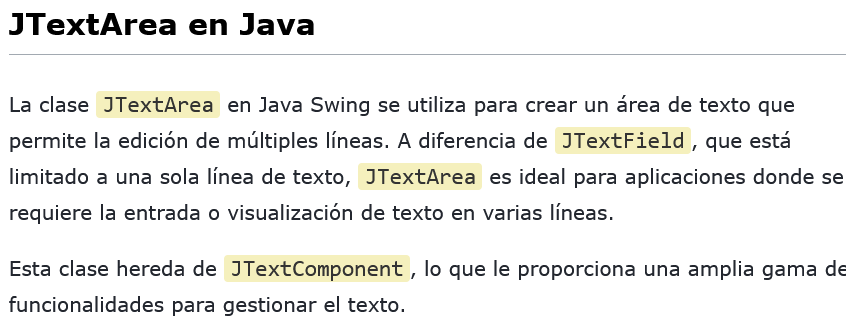 JTextArea en Java
La clase JTextArea en Java Swing se utiliza para crear un área de texto que
permite la edición de múltiples líneas. A diferencia de JTextField, que está
limitado a una sola línea de texto, JTextArea es ideal para aplicaciones donde se
requiere la entrada o visualización de texto en varias líneas.
Esta clase hereda de JTextComponent, lo que le proporciona una amplia gama de
funcionalidades para gestionar el texto.